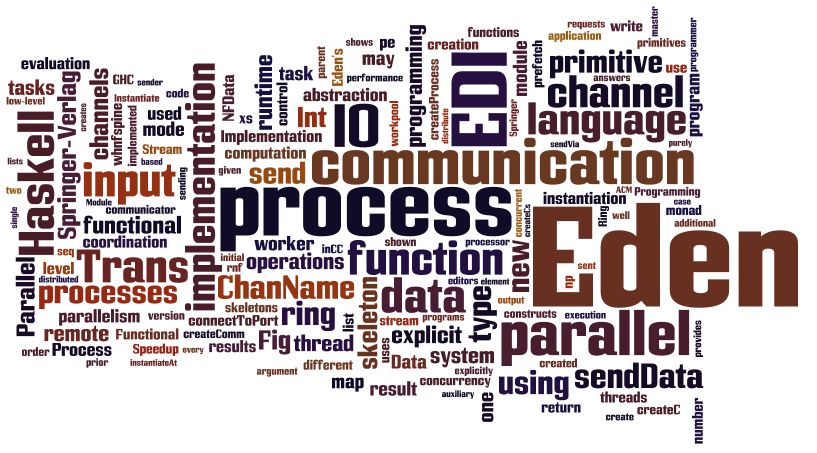 evaluation
tasks
low-level
Springer-Verlag
channels
creates
GHC
sender
Instantiate
whnfspine
implemented
code
used
mode
Stream
based
sending
implementation
NFData
xs
runtime
control
task
parent
Eden's
shows
pe
may
performance
abstraction
Int
IO
workpool
programming
createProcess
distribute
creation
functions
EDI
Springer
module
prefetch
application
requests
write
master
primitives
programmer
primitive
answers
use
channel
program
language
sendVia
purely
lists
Haskell
two
single
input
Module
communicator
functional
coordination
Implementation
computation
given
send
communication
process
concurrent
createCs
instantiation
ACM
Programming
case
Ring
well
monad
additional
Parallel
seq
level
distributed
Trans
processes
initial
rnf
worker
operations
inCC
shown
function
processor
new
Eden
np
sent
ChanName
skeletons
data
editors
element
type
output
parallelism
version
connectToPort
ring
list
skeleton
stream
programs
uses
explicit
constructs
execution
parallel
provides
remote
Functional
createComm
order
Process
Speedup
every
results
Fig
thread
prior
instantiateAt
argument
different
Data
system
explicitly
created
map
result
concurrency
auxiliary
one
using
sendData
return
threads
create
createC
number